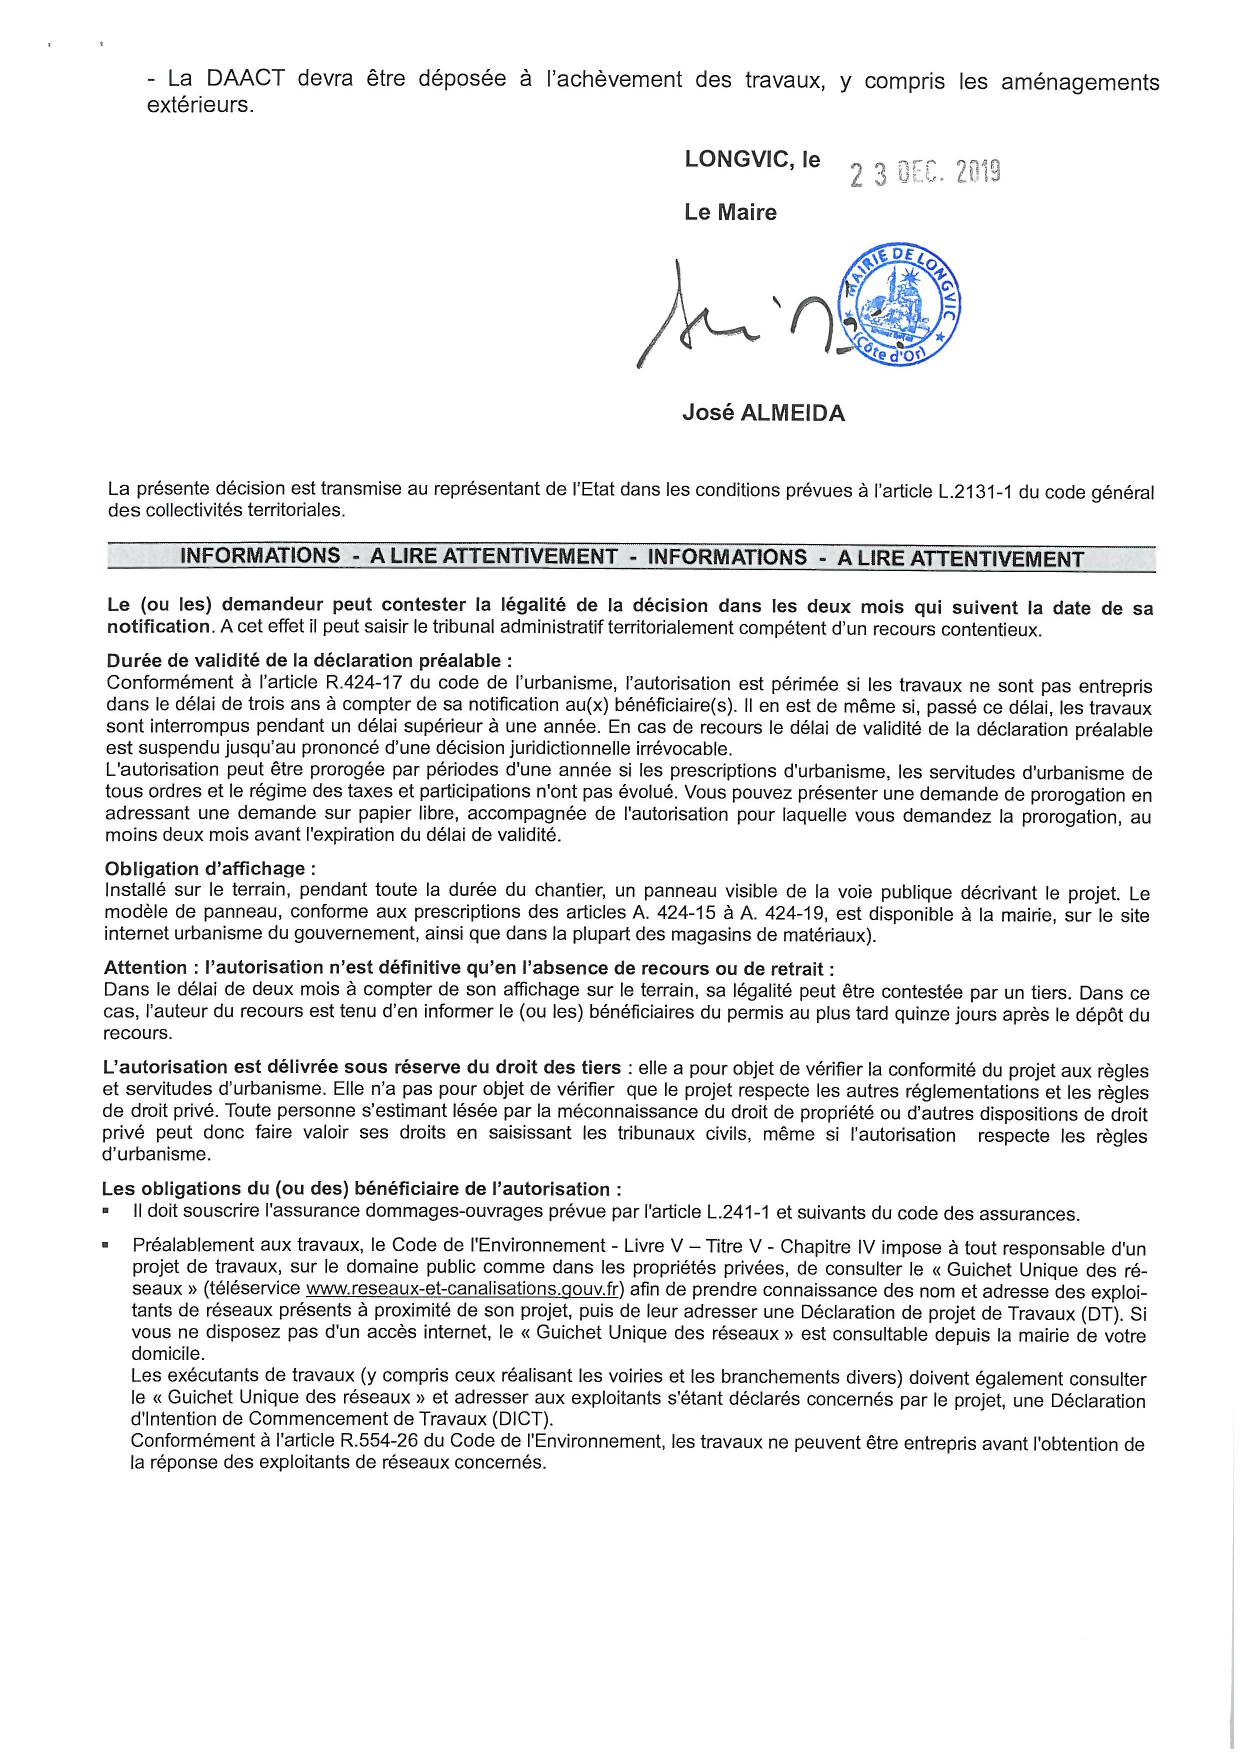 - La DAACT devra être déposée à l'achèvement des travaux, y compris les aménagements
extérieurs.
LONGVIC, le
23 DEC. 2019
Le Maire
MAIRIE DE LONGVIC
(Côte d'Or)
José ALMEIDA
La présente décision est transmise au représentant de l'Etat dans les conditions prévues à l'article L.2131-1 du code général
des collectivités territoriales.
INFORMATIONS - A LIRE ATTENTIVEMENT - INFORMATIONS - A LIRE ATTENTIVEMENT
Le (ou les) demandeur peut contester la légalité de la décision dans les deux mois qui suivent la date de sa
notification. A cet effet il peut saisir le tribunal administratif territorialement compétent d'un recours contentieux.
Durée de validité de la déclaration préalable :
Conformément à l'article R.424-17 du code de l'urbanisme, l'autorisation est périmée si les travaux ne sont pas entrepris
dans le délai de trois ans à compter de sa notification au(x) bénéficiaire(s). Il en est de même si, passé ce délai, les travaux
sont interrompus pendant un délai supérieur à une année. En cas de recours le délai de validité de la déclaration préalable
est suspendu jusqu'au prononcé d'une décision juridictionnelle irrévocable.
L'autorisation peut être prorogée par périodes d'une année si les prescriptions d'urbanisme, les servitudes d'urbanisme de
tous ordres et le régime des taxes et participations n'ont pas évolué. Vous pouvez présenter une demande de prorogation en
adressant une demande sur papier libre, accompagnée de l'autorisation pour laquelle vous demandez la prorogation, au
moins deux mois avant l'expiration du délai de validité.
Obligation d'affichage :
Installé sur le terrain, pendant toute la durée du chantier, un panneau visible de la voie publique décrivant le projet. Le
modèle de panneau, conforme aux prescriptions des articles A. 424-15 à A. 424-19, est disponible à la mairie, sur le site
internet urbanisme du gouvernement, ainsi que dans la plupart des magasins de matériaux).
Attention : l'autorisation n'est définitive qu'en l'absence de recours ou de retrait :
Dans le délai de deux mois à compter de son affichage sur le terrain, sa légalité peut être contestée par un tiers. Dans ce
cas, l'auteur du recours est tenu d'en informer le (ou les) bénéficiaires du permis au plus tard quinze jours après le dépôt du
recours.
L'autorisation est délivrée sous réserve du droit des tiers : elle a pour objet de vérifier la conformité du projet aux règles
et servitudes d'urbanisme. Elle n'a pas pour objet de vérifier que le projet respecte les autres réglementations et les règles
de droit privé. Toute personne s'estimant lésée par la méconnaissance du droit de propriété ou d'autres dispositions de droit
privé peut donc faire valoir ses droits en saisissant les tribunaux civils, même si l'autorisation respecte les règles
d'urbanisme.
Les obligations du (ou des) bénéficiaire de l'autorisation :
▪ Il doit souscrire l'assurance dommages-ouvrages prévue par l'article L.241-1 et suivants du code des assurances.
▪ Préalablement aux travaux, le Code de l'Environnement - Livre V – Titre V - Chapitre IV impose à tout responsable d'un
projet de travaux, sur le domaine public comme dans les propriétés privées, de consulter le « Guichet Unique des ré-
seaux » (téléservice www.reseaux-et-canalisations.gouv.fr) afin de prendre connaissance des nom et adresse des exploi-
tants de réseaux présents à proximité de son projet, puis de leur adresser une Déclaration de projet de Travaux (DT). Si
vous ne disposez pas d'un accès internet, le « Guichet Unique des réseaux » est consultable depuis la mairie de votre
domicile.
Les exécutants de travaux (y compris ceux réalisant les voiries et les branchements divers) doivent également consulter
le « Guichet Unique des réseaux » et adresser aux exploitants s'étant déclarés concernés par le projet, une Déclaration
d'Intention de Commencement de Travaux (DICT).
Conformément à l'article R.554-26 du Code de l'Environnement, les travaux ne peuvent être entrepris avant l'obtention de
la réponse des exploitants de réseaux concernés.